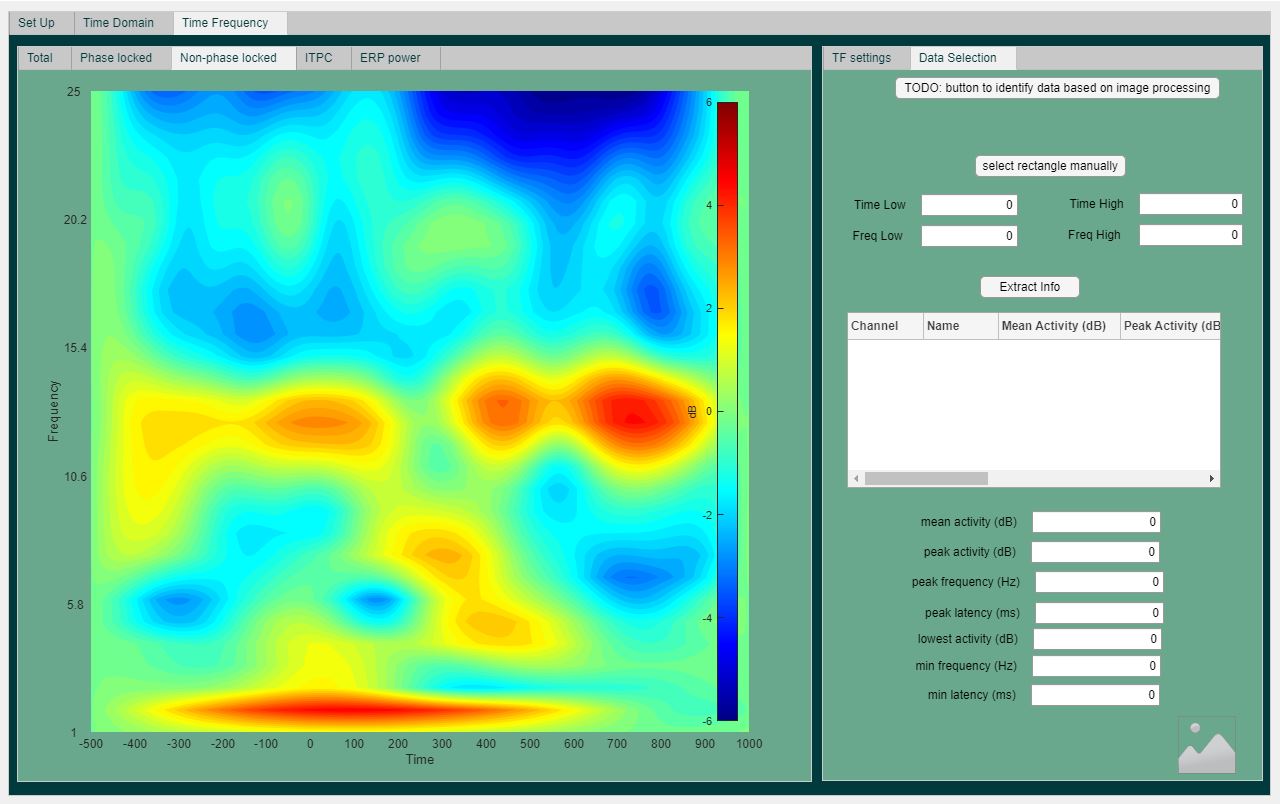 Set Up Time Domain Time Frequency
Total Phase locked Non-phase locked ITPC ERP power
25
20.2
15.4
10.6
5.8
1
Frequency
-500 -400 -300 -200 -100 0 100 200 300 400 500 600 700 800 900 1000
Time
6
4
2
0
-2
-4
-6
dB
TF settings Data Selection
TODO: button to identify data based on image processing
select rectangle manually
Time Low 0 Time High 0
Freq Low 0 Freq High 0
Extract Info
Channel Name Mean Activity (dB) Peak Activity (dB
mean activity (dB) 0
peak activity (dB) 0
peak frequency (Hz) 0
peak latency (ms) 0
lowest activity (dB) 0
min frequency (Hz) 0
min latency (ms) 0